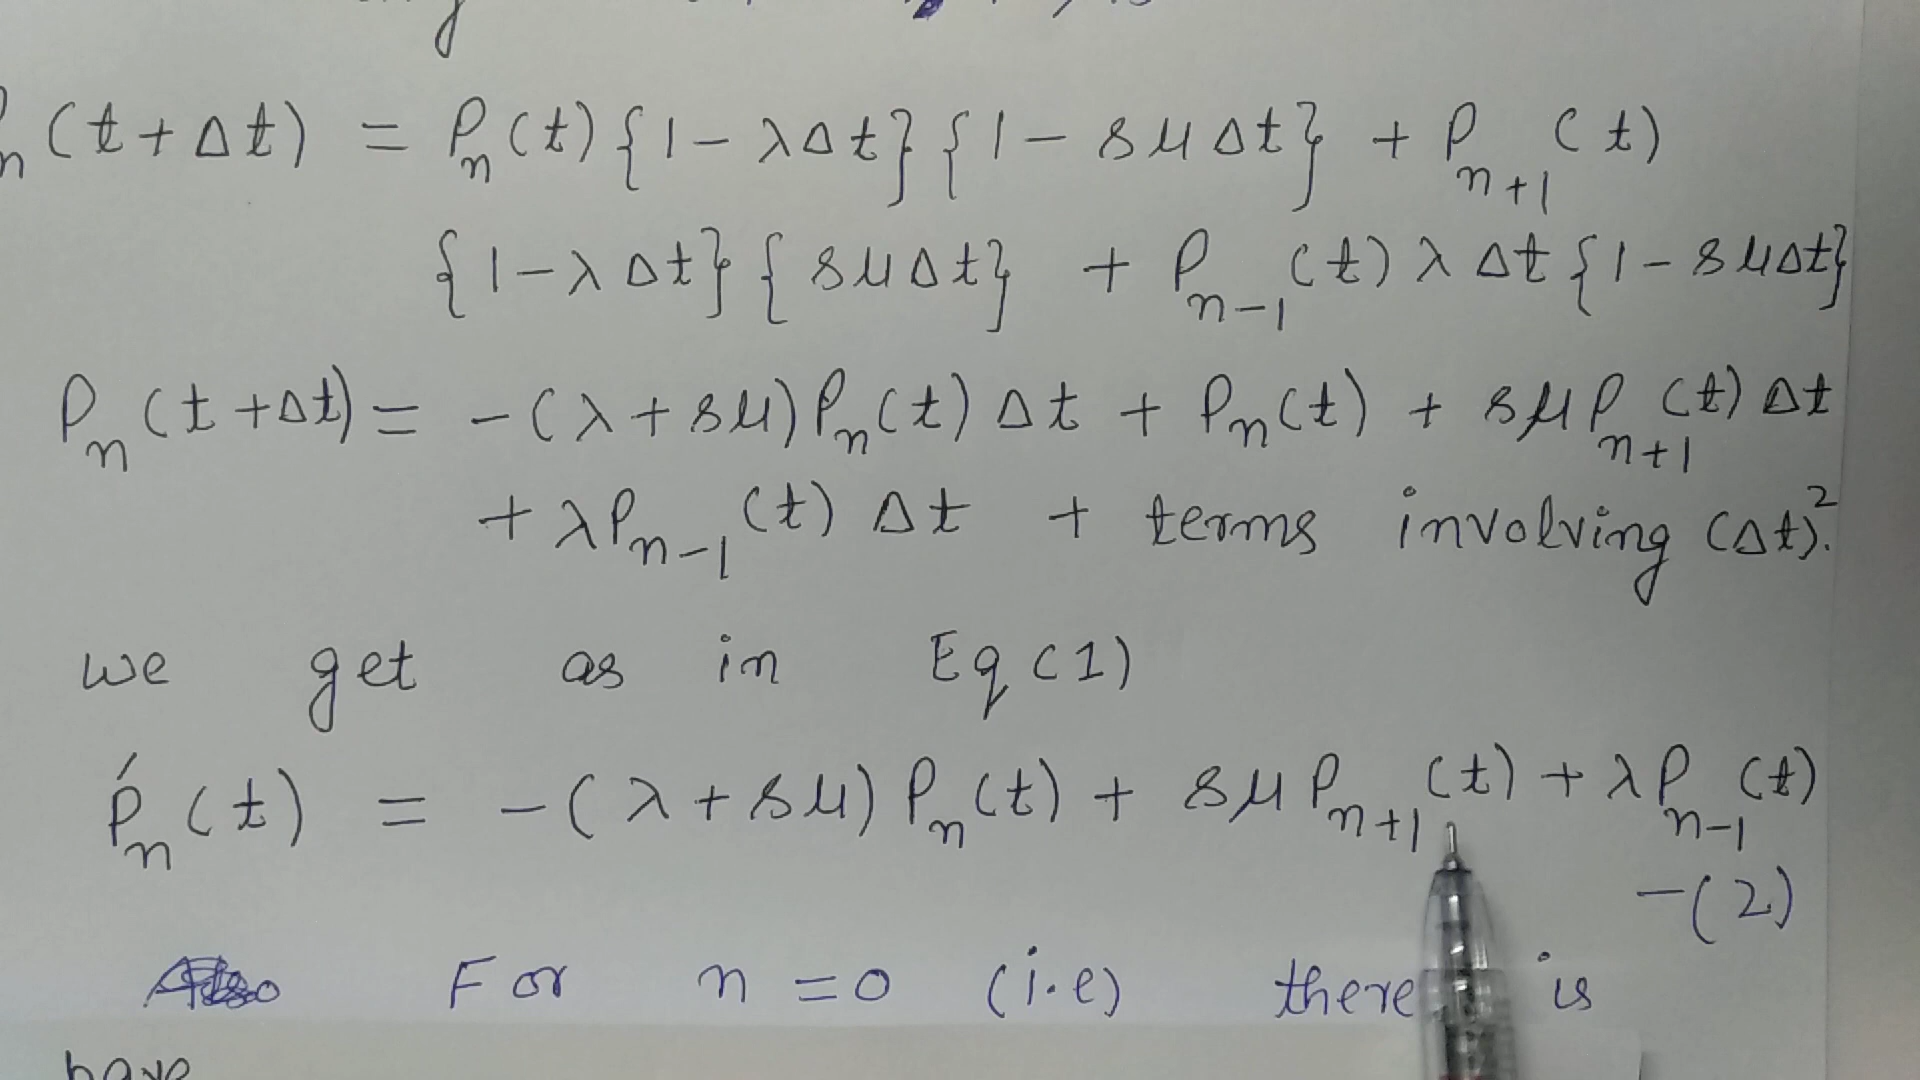 n(t+Δt) = Pn(t){1-λΔt}{1-sμΔt} + Pn+1(t)
{1-λΔt}{sμΔt} + Pn-1(t)λΔt{1-sμΔt}
Pn(t+Δt) = -(λ+sμ)Pn(t)Δt + Pn(t) + sμPn+1(t)Δt
+ λPn-1(t)Δt + terms involving (Δt)².
we get as in Eq (1)
P'n(t) = -(λ+sμ)Pn(t) + sμPn+1(t) + λPn-1(t)
-(2)
For n=0 (i.e) there is
have